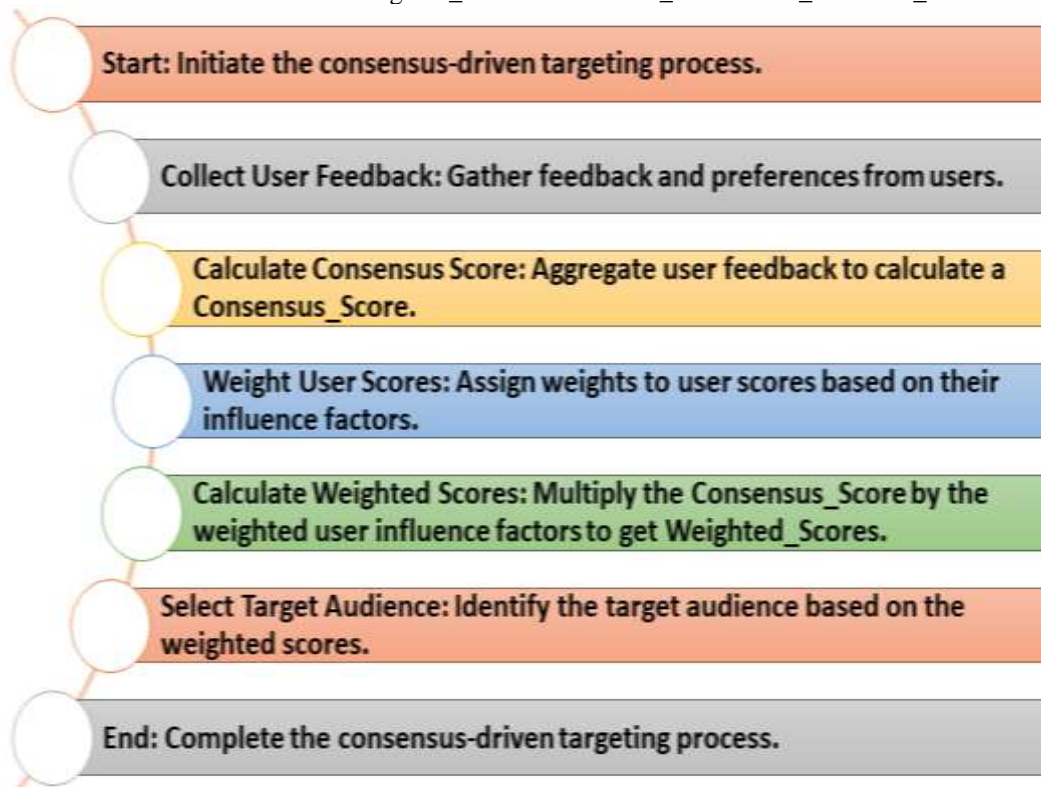 Start: Initiate the consensus-driven targeting process.
Collect User Feedback: Gather feedback and preferences from users.
Calculate Consensus Score: Aggregate user feedback to calculate a
Consensus_Score.
Weight User Scores: Assign weights to user scores based on their
influence factors.
Calculate Weighted Scores: Multiply the Consensus_Score by the
weighted user influence factors to get Weighted_Scores.
Select Target Audience: Identify the target audience based on the
weighted scores.
End: Complete the consensus-driven targeting process.